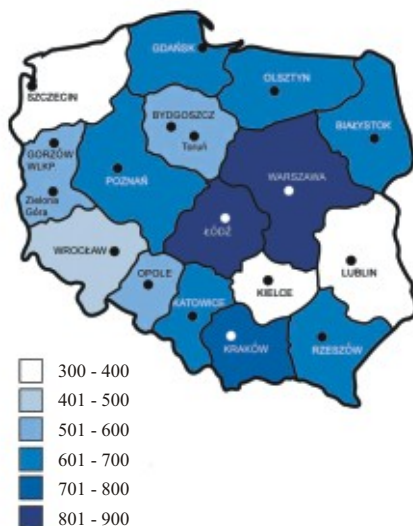 GDAŃSK
OLSZTYN
SZCZECIN
BYDGOSZCZ
Toruń
BIAŁYSTOK
GORZÓW
WLKP.
POZNAŃ
WARSZAWA
Zielona
Góra
ŁÓDŹ
WROCŁAW
LUBLIN
OPOLE
KIELCE
KATOWICE
KRAKÓW
RZESZÓW
300 - 400
401 - 500
501 - 600
601 - 700
701 - 800
801 - 900